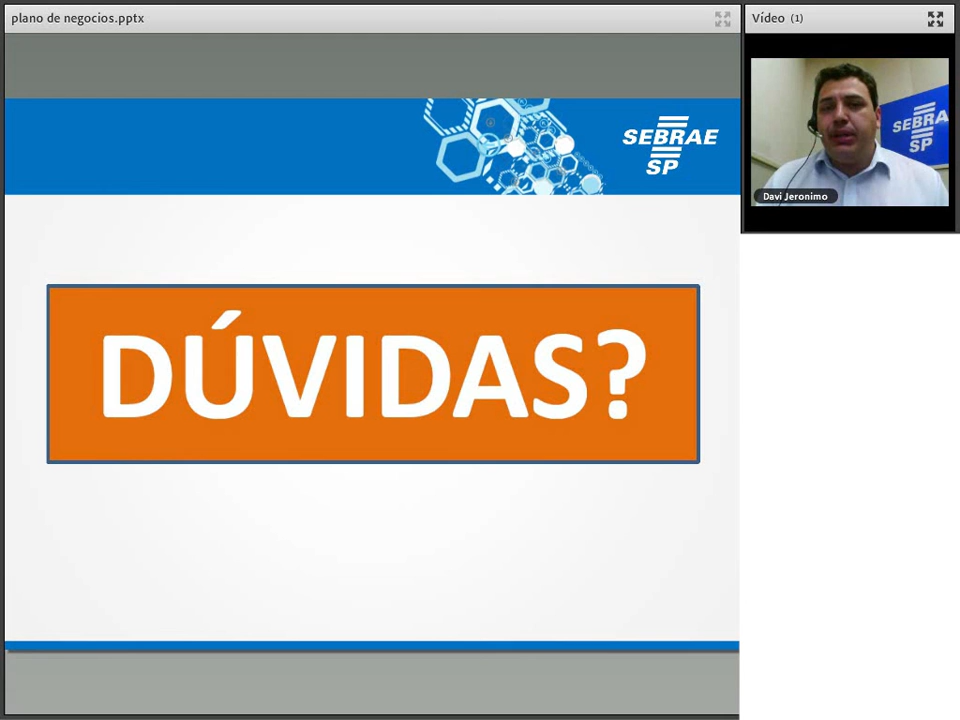 plano de negocios.pptx
Vídeo (1)
SEBRAE
SP
SEBRAE
SP
Davi Jeronimo
DÚVIDAS?